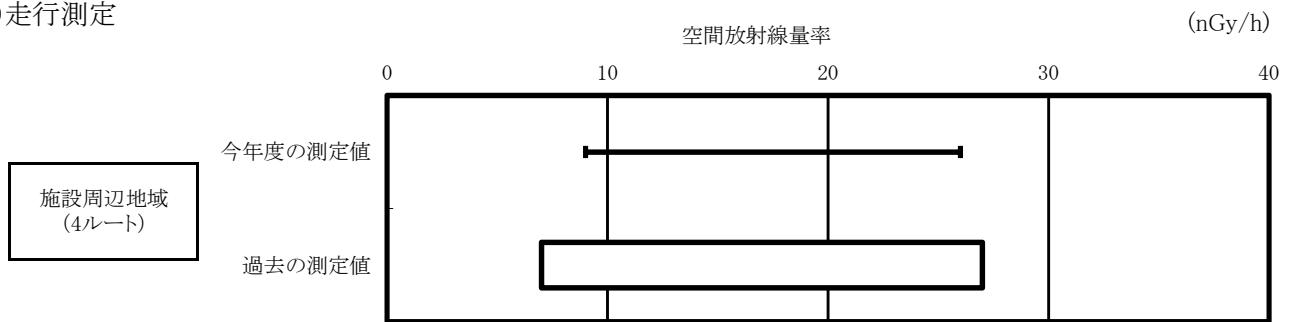 走行測定
(nGy/h)
空間放射線量率
0 10 20 30 40
今年度の測定値
施設周辺地域
(4ルート)
過去の測定値